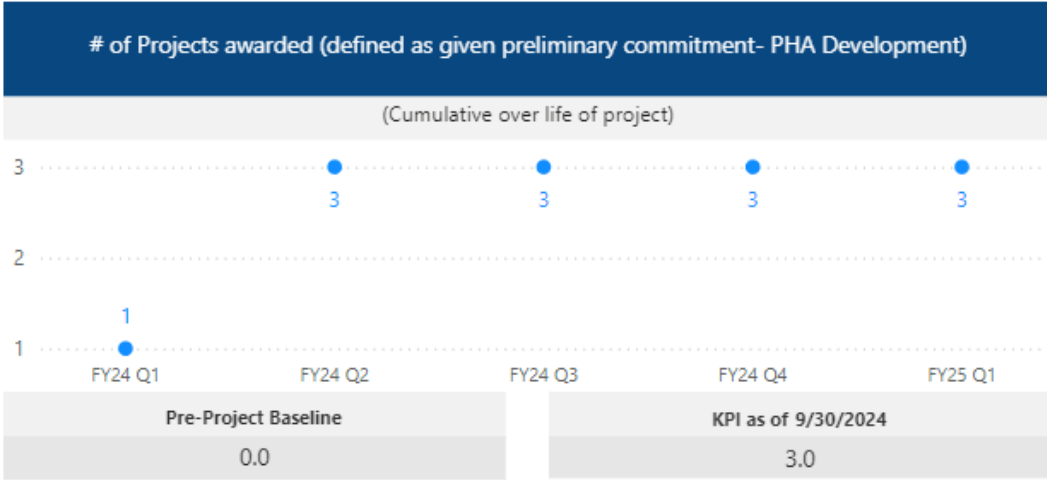 # of Projects awarded (defined as given preliminary commitment- PHA Development)
(Cumulative over life of project)
3
3 3 3 3
2
1
1
FY24 Q1 FY24 Q2 FY24 Q3 FY24 Q4 FY25 Q1
Pre-Project Baseline KPI as of 9/30/2024
0.0 3.0